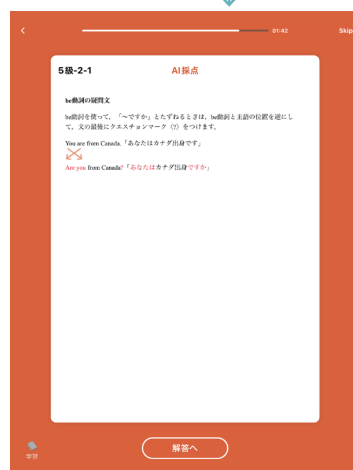 01:42
Skip
5級-2-1
AI採点
be動詞の疑問文
be動詞を使って，「〜ですか」とたずねるときは，be動詞と主語の位置を逆にし
て，文の最後にクエスチョンマーク（?）をつけます。
You are from Canada.「あなたはカナダ出身です」
Are you from Canada?「あなたはカナダ出身ですか」
学習
解答へ